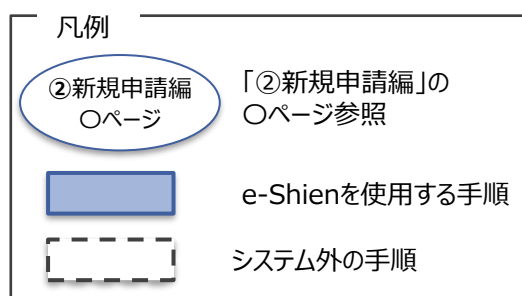 凡例
②新規申請編
〇ページ
「②新規申請編」の
〇ページ参照
e-Shienを使用する手順
システム外の手順